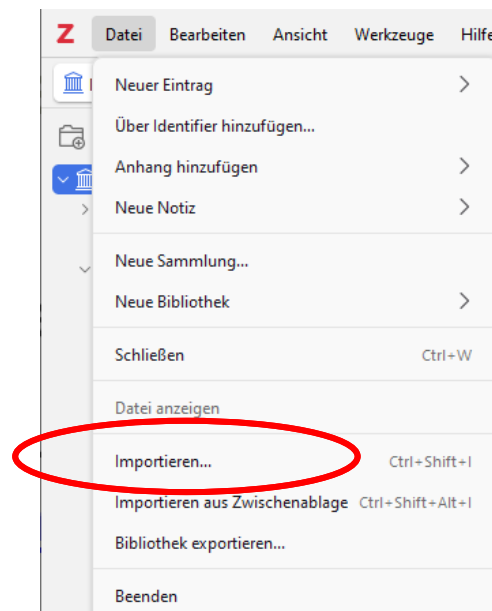 Z Datei Bearbeiten Ansicht Werkzeuge Hilfe
Neuer Eintrag
Über Identifier hinzufügen...
Anhang hinzufügen
Neue Notiz
Neue Sammlung...
Neue Bibliothek
Schließen Ctrl+W
Datei anzeigen
Importieren... Ctrl+Shift+I
Importieren aus Zwischenablage Ctrl+Shift+Alt+I
Bibliothek exportieren...
Beenden